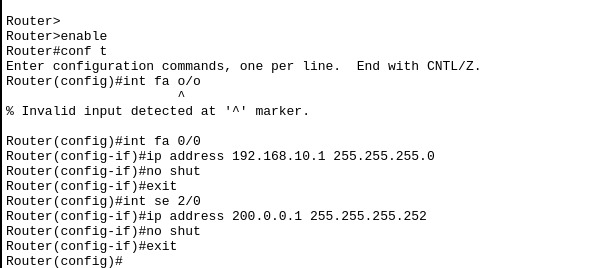 Router>
Router>enable
Router#conf t
Enter configuration commands, one per line.  End with CNTL/Z.
Router(config)#int fa o/o
                      ^
% Invalid input detected at '^' marker.

Router(config)#int fa 0/0
Router(config-if)#ip address 192.168.10.1 255.255.255.0
Router(config-if)#no shut
Router(config-if)#exit
Router(config)#int se 2/0
Router(config-if)#ip address 200.0.0.1 255.255.255.252
Router(config-if)#no shut
Router(config-if)#exit
Router(config)#